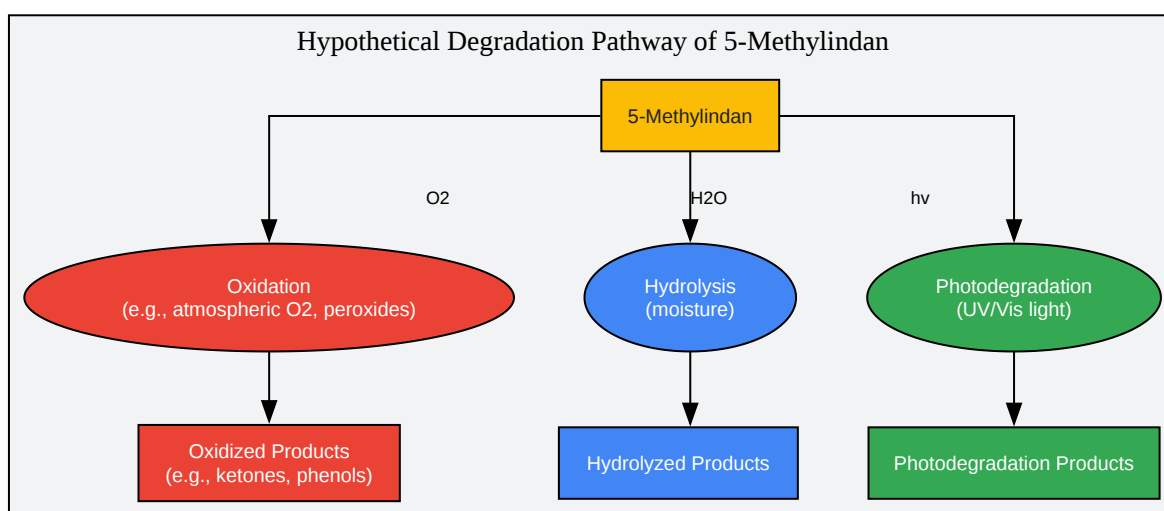 Hypothetical Degradation Pathway of 5-Methylindan
5-Methylindan
O2
H2O
hv
Oxidation
(e.g., atmospheric O2, peroxides)
Hydrolysis
(moisture)
Photodegradation
(UV/Vis light)
Oxidized Products
(e.g., ketones, phenols)
Hydrolyzed Products
Photodegradation Products